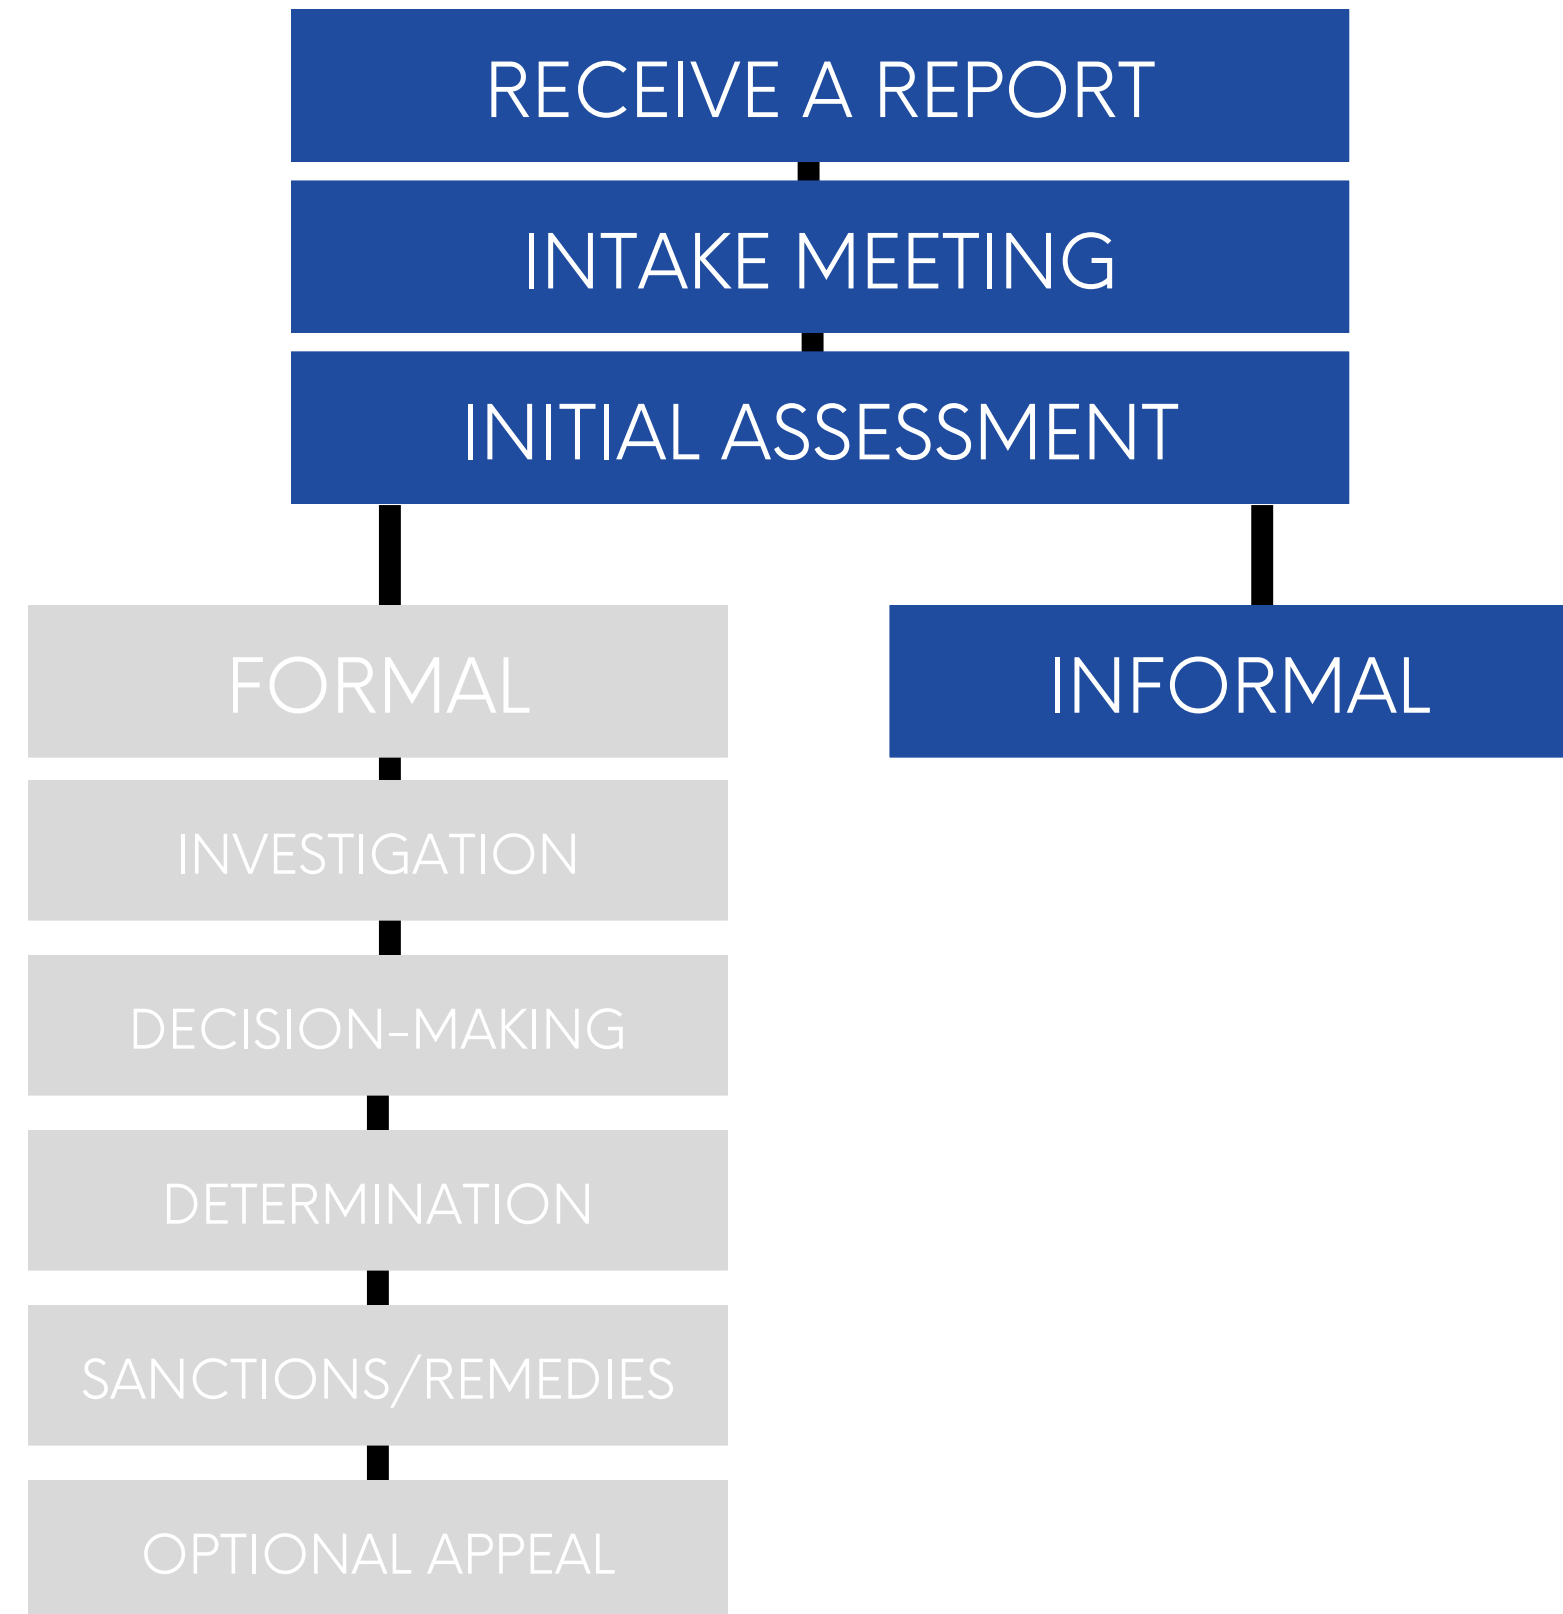 RECEIVE A REPORT
INTAKE MEETING
INITIAL ASSESSMENT
FORMAL
INFORMAL
INVESTIGATION
DECISION-MAKING
DETERMINATION
SANCTIONS/REMEDIES
OPTIONAL APPEAL